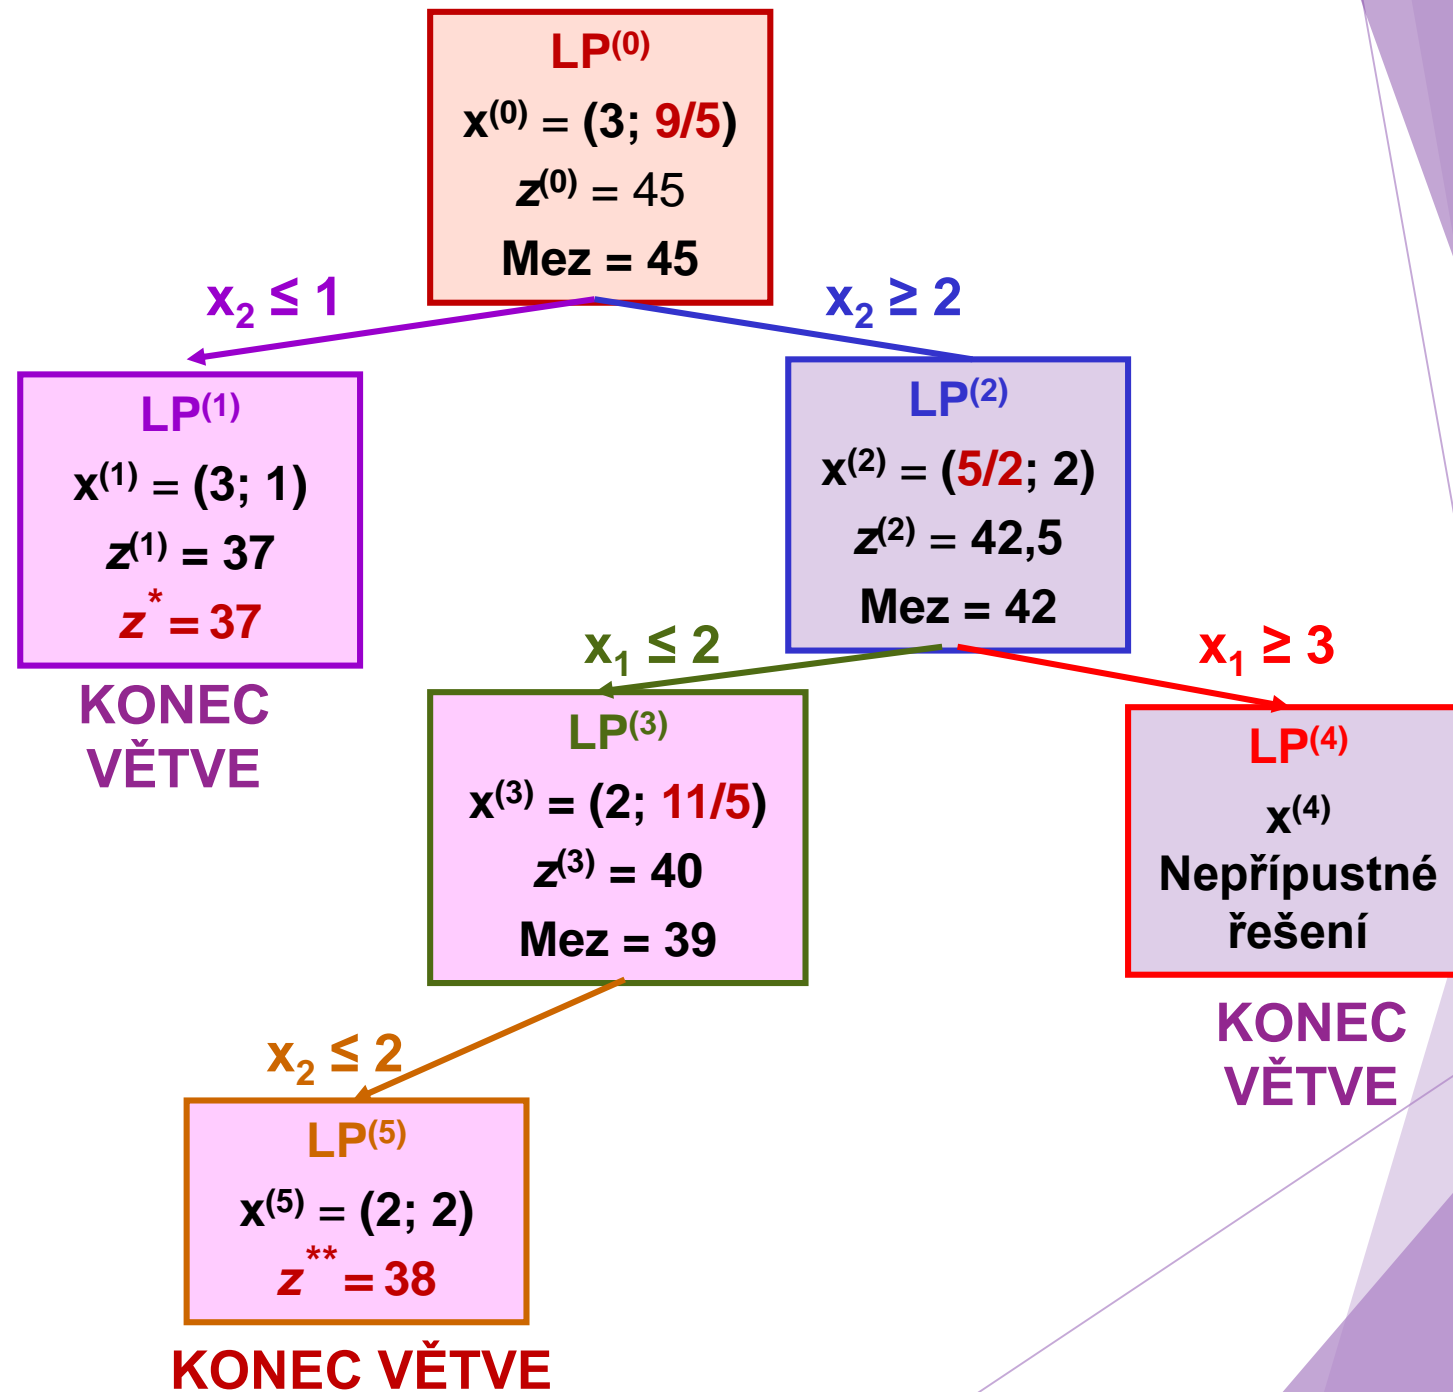 LP(0)
x(0) = (3; 9/5)
z(0) = 45
Mez = 45
x2 ≤ 1
x2 ≥ 2
LP(1)
x(1) = (3; 1)
z(1) = 37
z* = 37
KONEC
VĚTVE
LP(2)
x(2) = (5/2; 2)
z(2) = 42,5
Mez = 42
x1 ≤ 2
x1 ≥ 3
LP(3)
x(3) = (2; 11/5)
z(3) = 40
Mez = 39
LP(4)
x(4)
Nepřípustné
řešení
KONEC
VĚTVE
x2 ≤ 2
LP(5)
x(5) = (2; 2)
z** = 38
KONEC VĚTVE